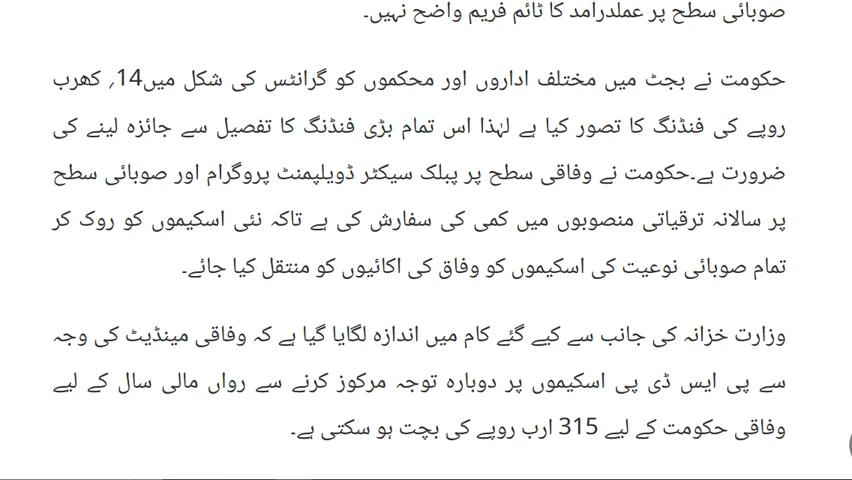 صوبائی سطح پر عملدرامد کا ٹائم فریم واضح نہیں۔
حکومت نے بجٹ میں مختلف اداروں اور محکموں کو گرانٹس کی شکل میں14؍ کھرب
روپے کی فنڈنگ کا تصور کیا ہے لہٰذا اس تمام بڑی فنڈنگ کا تفصیل سے جائزہ لینے کی
ضرورت ہے۔حکومت نے وفاقی سطح پر پبلک سیکٹر ڈویلپمنٹ پروگرام اور صوبائی سطح
پر سالانہ ترقیاتی منصوبوں میں کمی کی سفارش کی ہے تاکہ نئی اسکیموں کو روک کر
تمام صوبائی نوعیت کی اسکیموں کو وفاق کی اکائیوں کو منتقل کیا جائے۔
وزارت خزانہ کی جانب سے کیے گئے کام میں اندازہ لگایا گیا ہے کہ وفاقی مینڈیٹ کی وجہ
سے پی ایس ڈی پی اسکیموں پر دوبارہ توجہ مرکوز کرنے سے رواں مالی سال کے لیے
وفاقی حکومت کے لیے 315 ارب روپے کی بچت ہو سکتی ہے۔